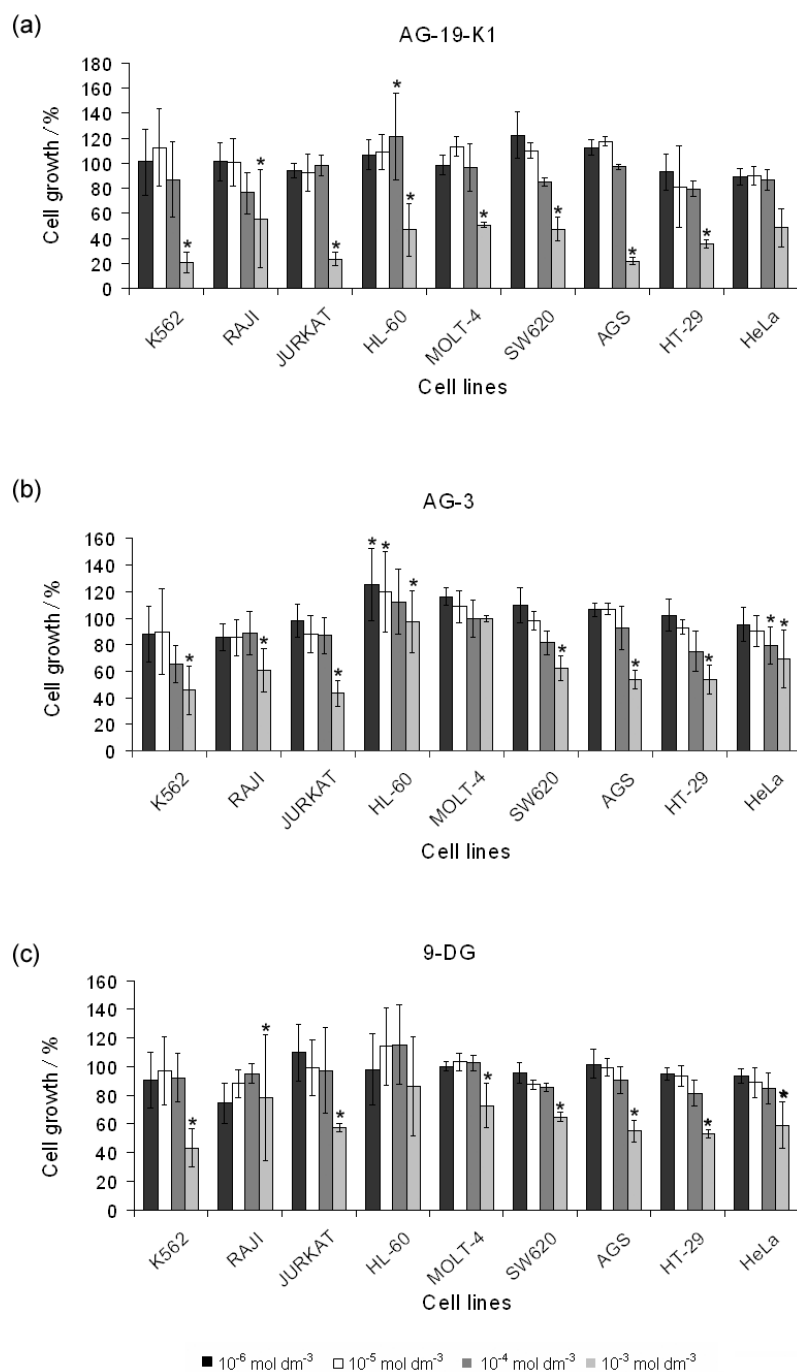 (a)
AG-19-K1
Cell growth / %
180
160
140
120
100
80
60
40
20
0
* * * * * * * * *
K562 RAJI JURKAT HL-60 MOLT-4 SW620 AGS HT-29 HeLa
Cell lines
(b)
AG-3
Cell growth / %
160
140
120
100
80
60
40
20
0
* * * * * * * * * * *
K562 RAJI JURKAT HL-60 MOLT-4 SW620 AGS HT-29 HeLa
Cell lines
(c)
9-DG
Cell growth / %
160
140
120
100
80
60
40
20
0
* * * * * * * *
K562 RAJI JURKAT HL-60 MOLT-4 SW620 AGS HT-29 HeLa
Cell lines
10⁻⁶ mol dm⁻³ 10⁻⁵ mol dm⁻³ 10⁻⁴ mol dm⁻³ 10⁻³ mol dm⁻³